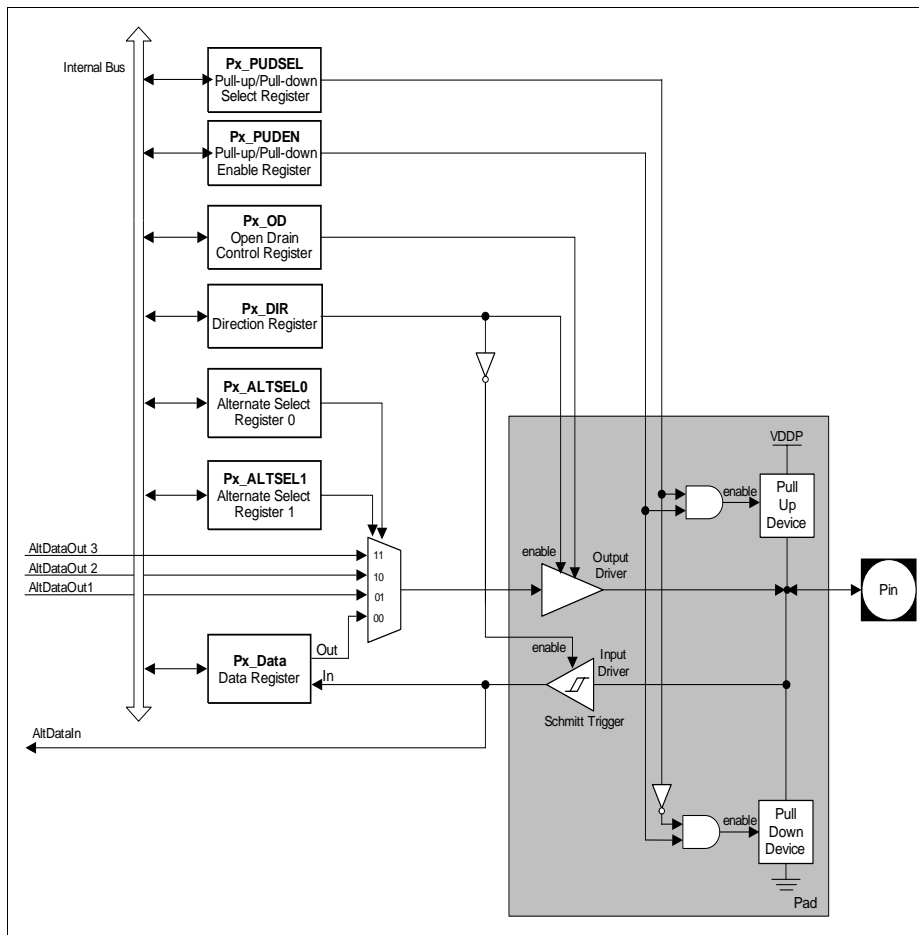 Internal Bus
Px_PUDSEL
Pull-up/Pull-down
Select Register
Px_PUDEN
Pull-up/Pull-down
Enable Register
Px_OD
Open Drain
Control Register
Px_DIR
Direction Register
Px_ALTSEL0
Alternate Select
Register 0
Px_ALTSEL1
Alternate Select
Register 1
AltDataOut 3
AltDataOut 2
AltDataOut1
11
10
01
00
Px_Data
Data Register
Out
In
AltDataIn
enable
Output
Driver
enable
Input
Driver
Schmitt Trigger
VDDP
enable
Pull
Up
Device
Pin
enable
Pull
Down
Device
Pad